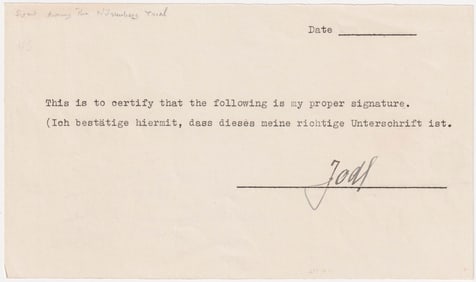 Signed during the Nürnberg Trial
Date
This is to certify that the following is my proper signature.
(Ich bestätige hiermit, dass dieses meine richtige Unterschrift ist.
Jodl